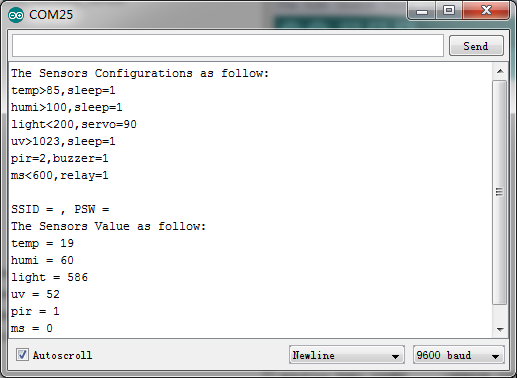 COM25
Send
The Sensors Configurations as follow:
temp>85,sleep=1
humi>100,sleep=1
light<200,servo=90
uv>1023,sleep=1
pir=2,buzzer=1
ms<600,relay=1
SSID = , PSW =
The Sensors Value as follow:
temp = 19
humi = 60
light = 586
uv = 52
pir = 1
ms = 0
Autoscroll
Newline
9600 baud